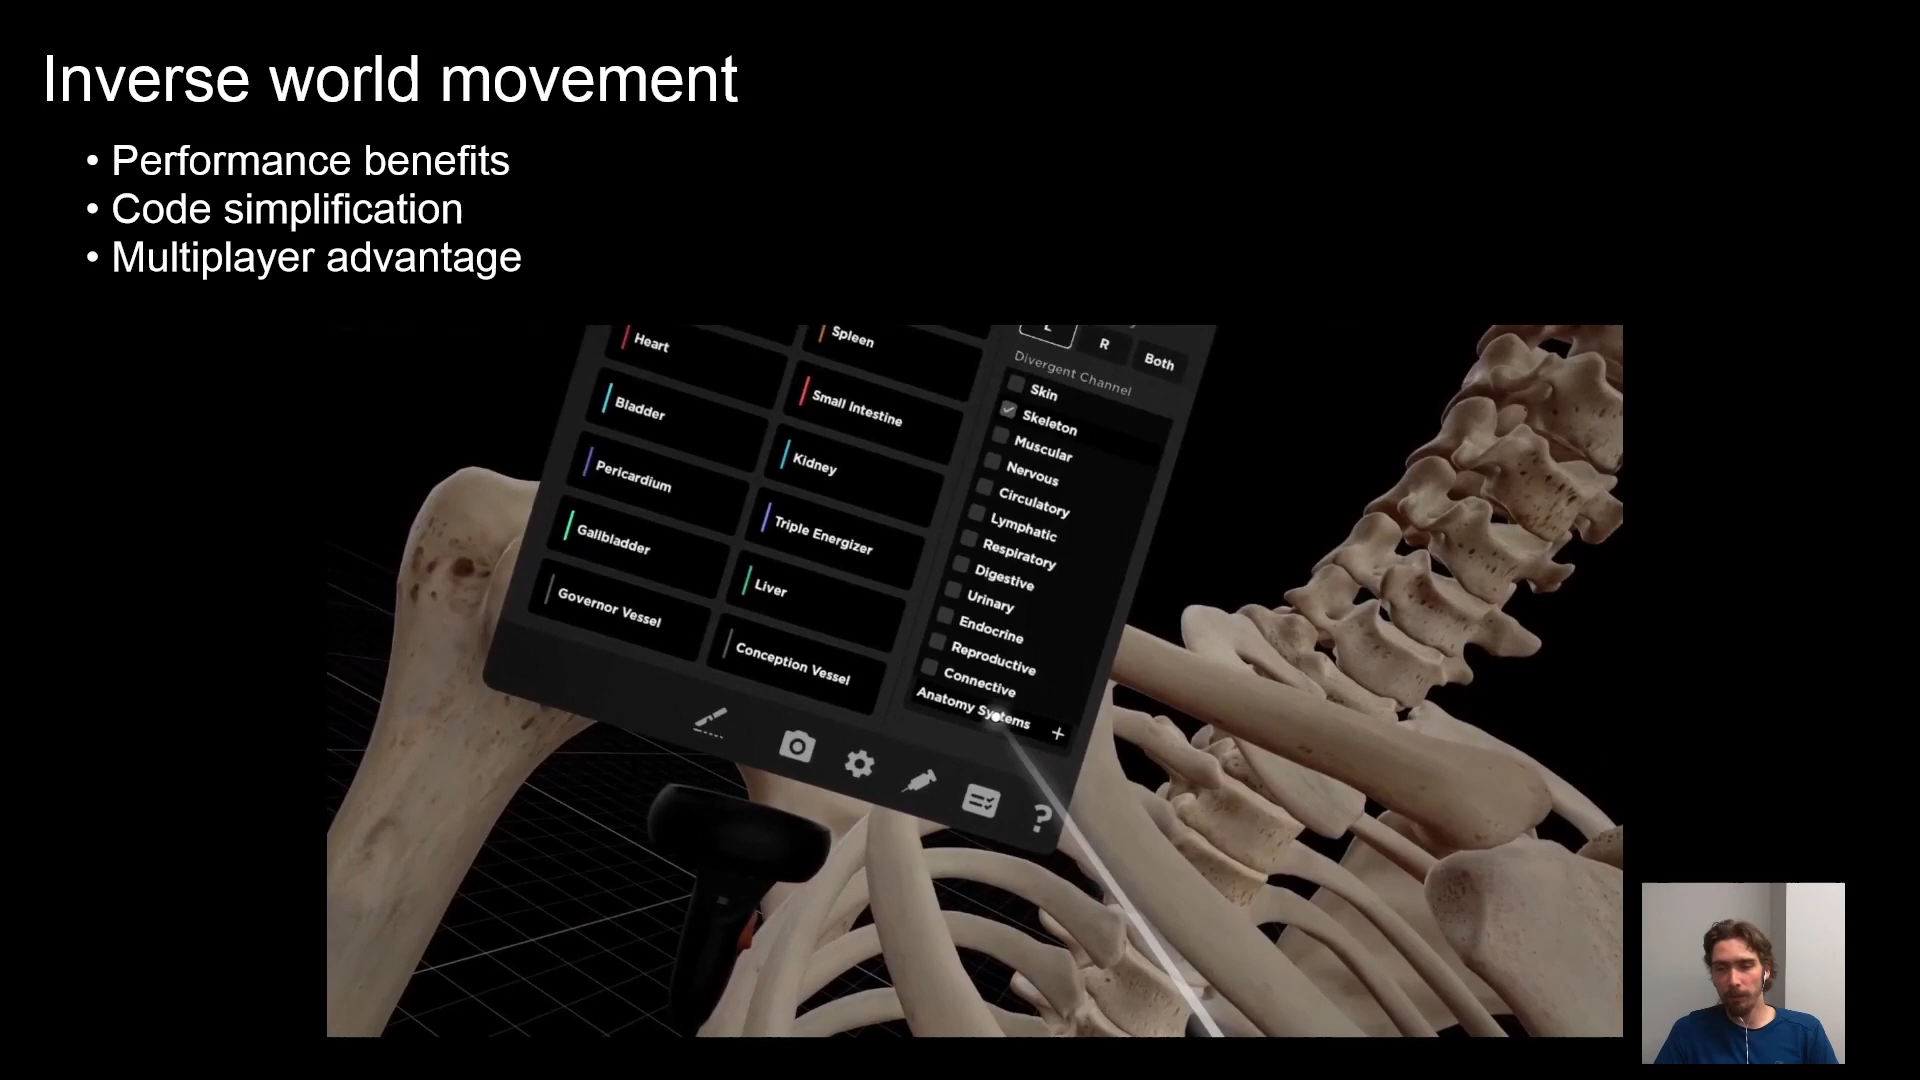 Inverse world movement
• Performance benefits
• Code simplification
• Multiplayer advantage
Heart
Spleen
Bladder
Small Intestine
Pericardium
Kidney
Gallbladder
Triple Energizer
Governor Vessel
Liver
Conception Vessel
L
R
Both
Divergent Channel
Skin
Skeleton
Muscular
Nervous
Circulatory
Lymphatic
Respiratory
Digestive
Urinary
Endocrine
Reproductive
Connective
Anatomy Systems +
?